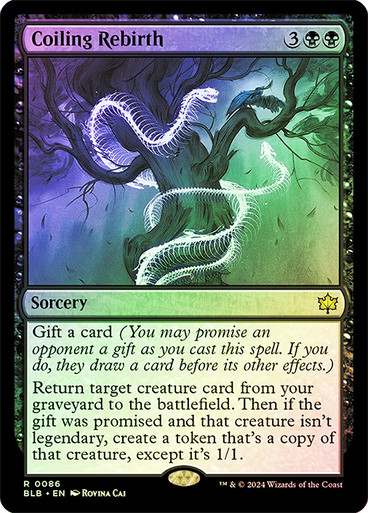 Coiling Rebirth 3
Sorcery
Gift a card (You may promise an
opponent a gift as you cast this spell. If you
do, they draw a card before its other effects.)
Return target creature card from your
graveyard to the battlefield. Then if the
gift was promised and that creature isn't
legendary, create a token that's a copy of
that creature, except it's 1/1.
R 0086 ™ & © 2024 Wizards of the Coast
BLB • EN Rovina Cai